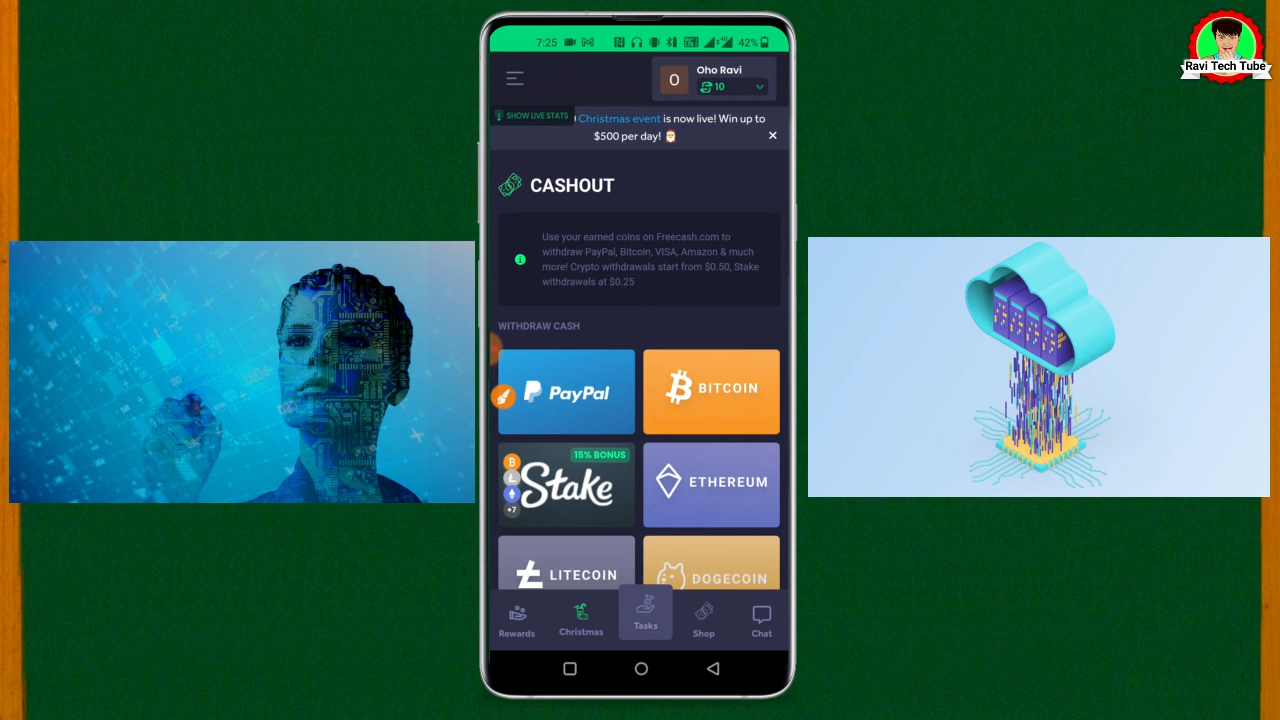 Ravi Tech Tube
7:25
42%
O
Oho Ravi
10
SHOW LIVE STATS
Christmas event is now live! Win up to
$500 per day! 🎅
CASHOUT
Use your earned coins on Freecash.com to
withdraw PayPal, Bitcoin, VISA, Amazon & much
more! Crypto withdrawals start from $0.50, Stake
withdrawals at $0.25
WITHDRAW CASH
PayPal
BITCOIN
15% BONUS
Stake
+7
ETHEREUM
LITECOIN
DOGECOIN
Rewards
Christmas
Tasks
Shop
Chat